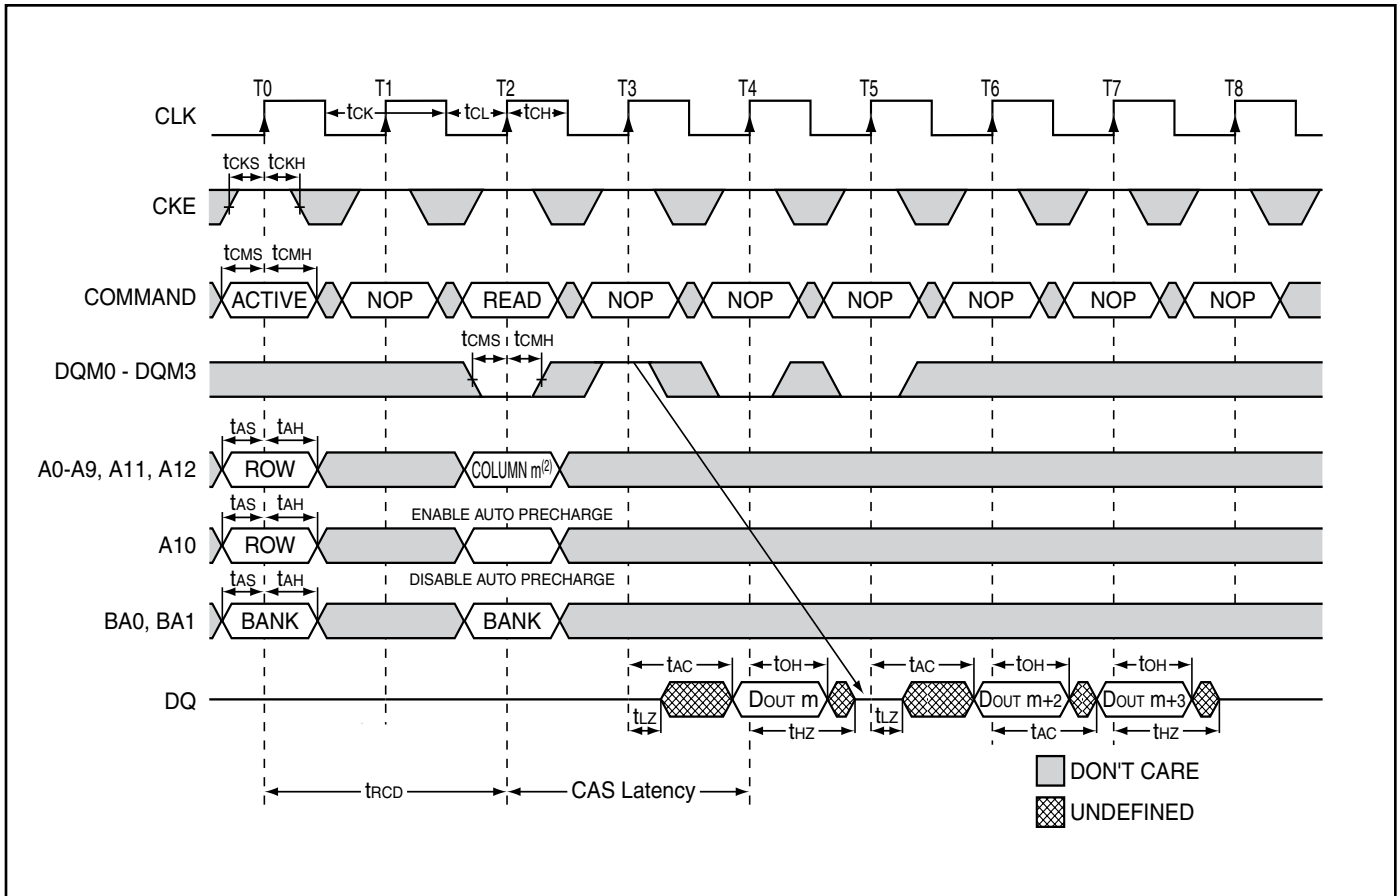 T0 T1 T2 T3 T4 T5 T6 T7 T8
CLK tCK tCL tCH
tCKS tCKH
CKE
tCMS tCMH
COMMAND ACTIVE NOP READ NOP NOP NOP NOP NOP NOP
tCMS tCMH
DQM0 - DQM3
tAS tAH
A0-A9, A11, A12 ROW COLUMN m(2)
tAS tAH ENABLE AUTO PRECHARGE
A10 ROW
tAS tAH DISABLE AUTO PRECHARGE
BA0, BA1 BANK BANK
tAC tOH tAC tOH tOH
DQ DOUT m DOUT m+2 DOUT m+3
tLZ tHZ tLZ tAC tHZ
DON'T CARE
tRCD CAS Latency
UNDEFINED